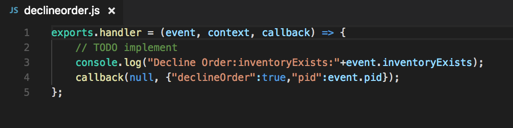 JS declineorder.js ×
1 exports.handler = (event, context, callback) => {
2 // TODO implement
3 console.log("Decline Order:inventoryExists:"+event.inventoryExists);
4 callback(null, {"declineOrder":true,"pid":event.pid});
5 };